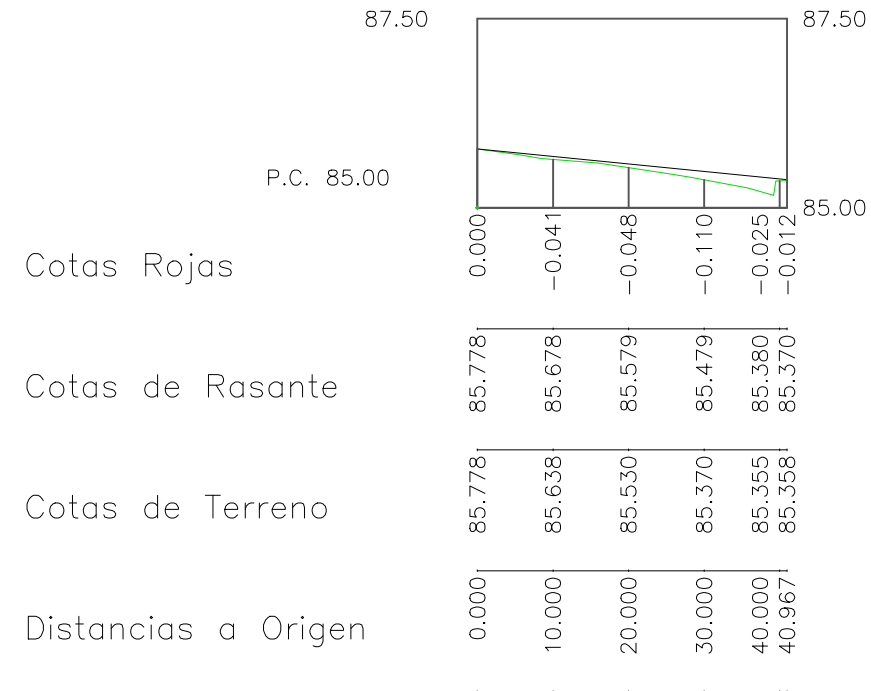 87.50 87.50
P.C. 85.00
85.00
Cotas Rojas 0.000 -0.041 -0.048 -0.110 -0.025 -0.012
Cotas de Rasante 85.778 85.678 85.579 85.479 85.380 85.370
Cotas de Terreno 85.778 85.638 85.530 85.370 85.355 85.358
Distancias a Origen 0.000 10.000 20.000 30.000 40.000 40.967